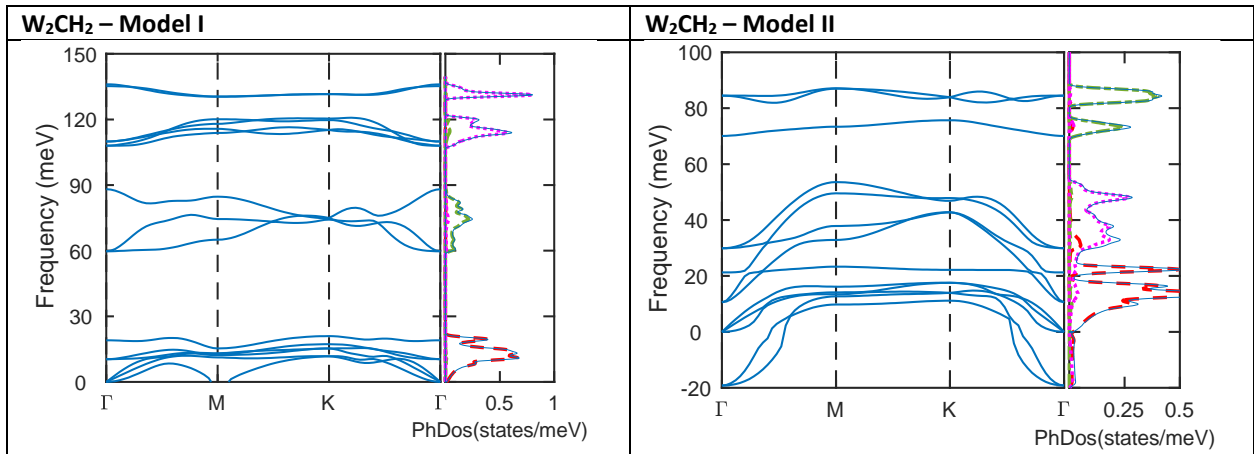 W₂CH₂ – Model I
150
120
90
60
30
0
Frequency (meV)
Γ
M
K
Γ
0.5
1
PhDos(states/meV)
W₂CH₂ – Model II
100
80
60
40
20
0
-20
Frequency (meV)
Γ
M
K
Γ
0.25
0.5
PhDos(states/meV)